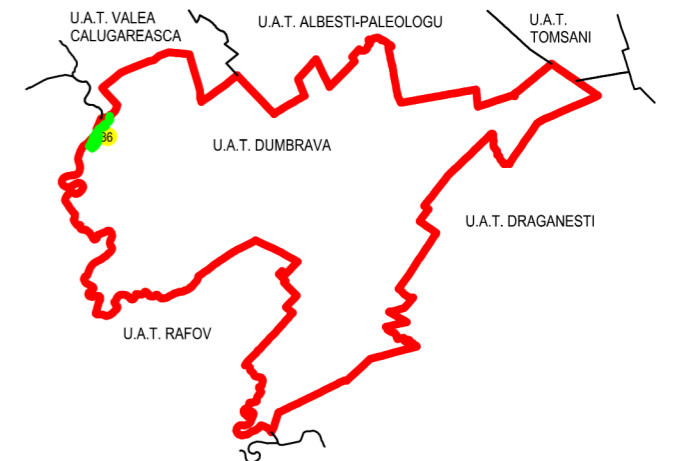 U.A.T. VALEA
CALUGAREASCA
U.A.T. ALBESTI-PALEOLOGU
U.A.T.
TOMSANI
36
U.A.T. DUMBRAVA
U.A.T. DRAGANESTI
U.A.T. RAFOV